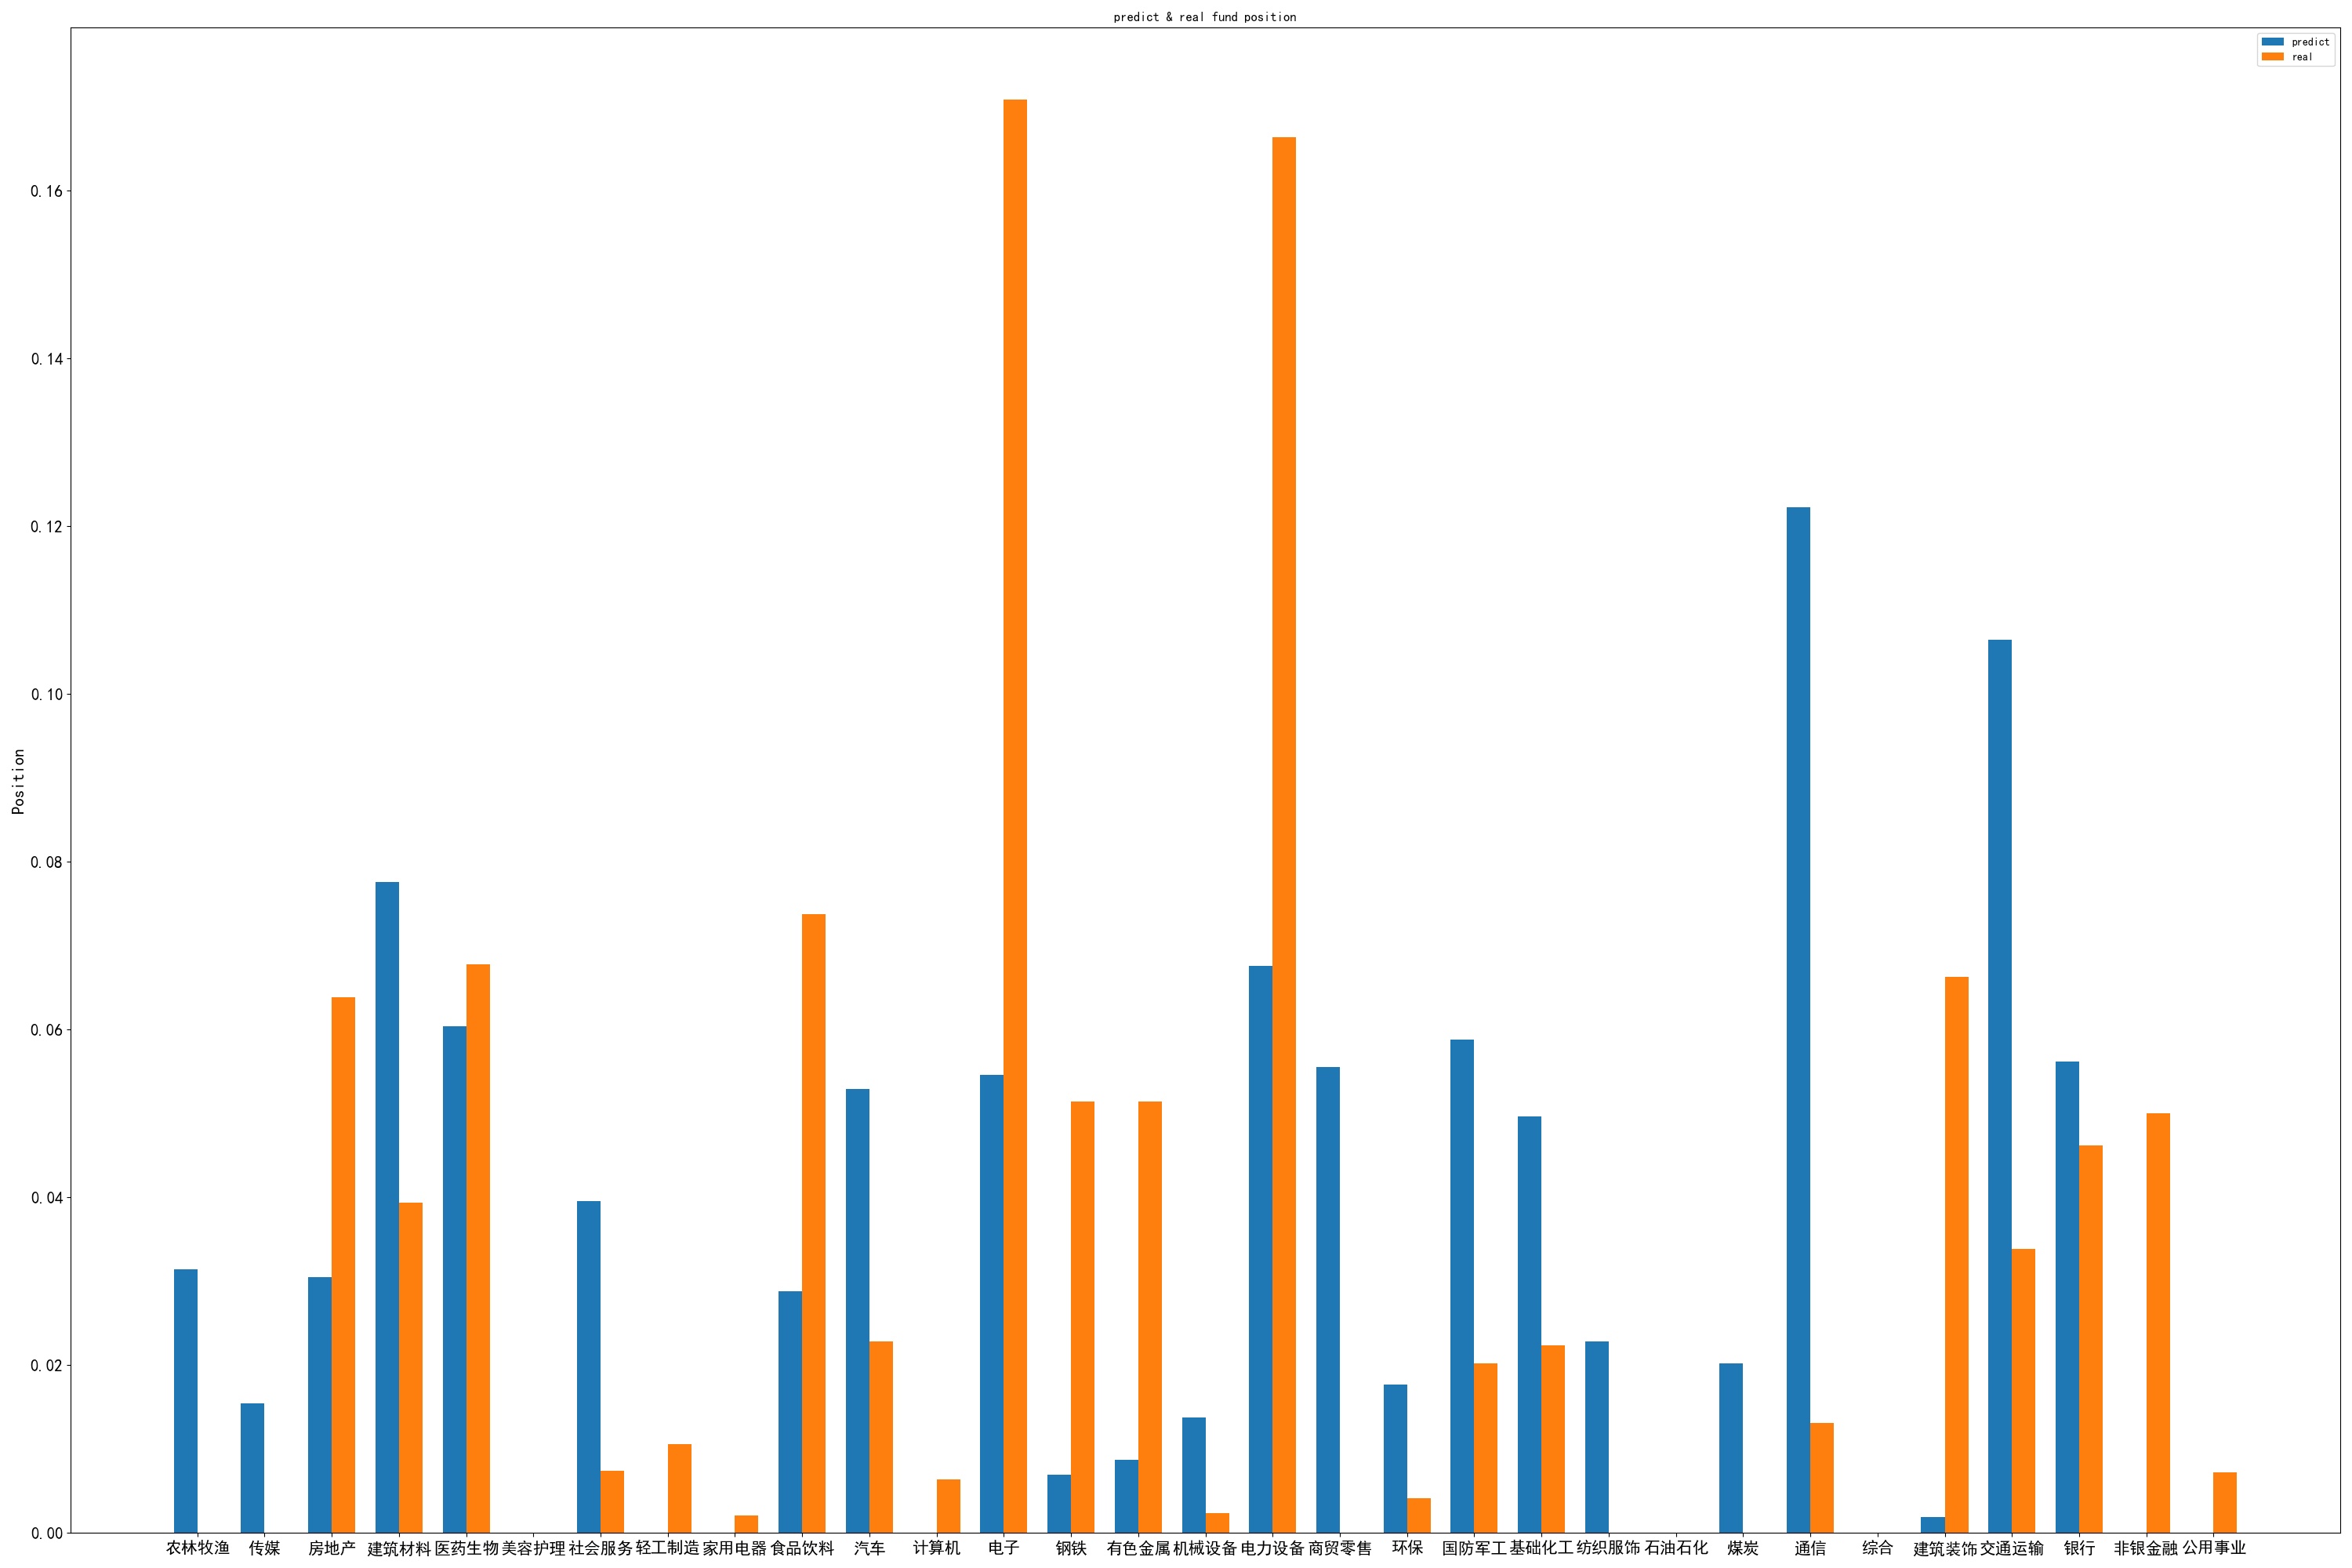 predict & real fund position
predict
real
Position
0.16
0.14
0.12
0.10
0.08
0.06
0.04
0.02
0.00
农林牧渔 传媒 房地产 建筑材料 医药生物 美容护理 社会服务 轻工制造 家用电器 食品饮料 汽车 计算机 电子 钢铁 有色金属 机械设备 电力设备 商贸零售 环保 国防军工 基础化工 纺织服饰 石油石化 煤炭 通信 综合 建筑装饰 交通运输 银行 非银金融 公用事业